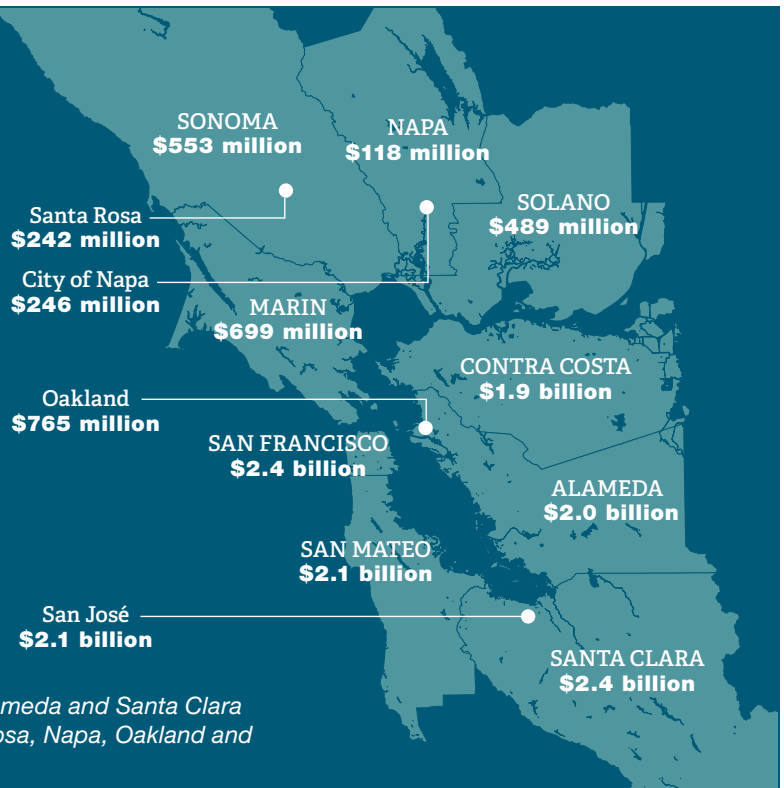 SONOMA
$553 million
NAPA
$118 million
Santa Rosa
$242 million
SOLANO
$489 million
City of Napa
$246 million
MARIN
$699 million
CONTRA COSTA
$1.9 billion
Oakland
$765 million
SAN FRANCISCO
$2.4 billion
ALAMEDA
$2.0 billion
SAN MATEO
$2.1 billion
San José
$2.1 billion
SANTA CLARA
$2.4 billion
meda and Santa Clara
osa, Napa, Oakland and